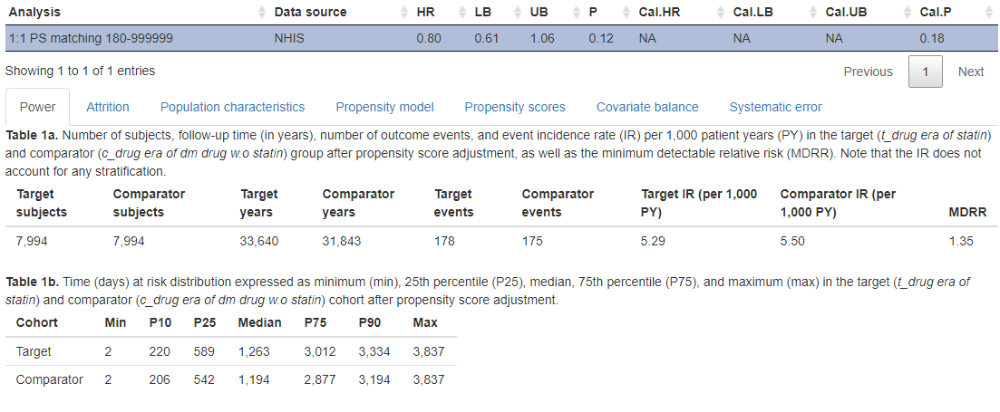 Analysis Data source HR LB UB P Cal.HR Cal.LB Cal.UB Cal.P
1:1 PS matching 180-999999 NHIS 0.80 0.61 1.06 0.12 NA NA NA 0.18
Showing 1 to 1 of 1 entries Previous 1 Next
Power Attrition Population characteristics Propensity model Propensity scores Covariate balance Systematic error
Table 1a. Number of subjects, follow-up time (in years), number of outcome events, and event incidence rate (IR) per 1,000 patient years (PY) in the target (t_drug era of statin)
and comparator (c_drug era of dm drug w.o statin) group after propensity score adjustment, as well as the minimum detectable relative risk (MDRR). Note that the IR does not
account for any stratification.
Target Comparator Target Comparator Target Comparator Target IR (per 1,000 Comparator IR (per
subjects subjects years years events events PY) 1,000 PY) MDRR
7,994 7,994 33,640 31,843 178 175 5.29 5.50 1.35
Table 1b. Time (days) at risk distribution expressed as minimum (min), 25th percentile (P25), median, 75th percentile (P75), and maximum (max) in the target (t_drug era of
statin) and comparator (c_drug era of dm drug w.o statin) cohort after propensity score adjustment.
Cohort Min P10 P25 Median P75 P90 Max
Target 2 220 589 1,263 3,012 3,334 3,837
Comparator 2 206 542 1,194 2,877 3,194 3,837